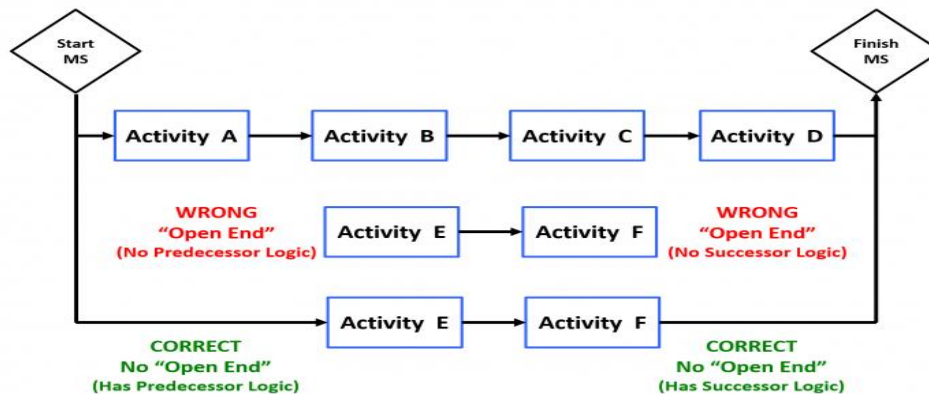 Start
MS
Finish
MS
Activity A
Activity B
Activity C
Activity D
WRONG
“Open End”
(No Predecessor Logic)
Activity E
Activity F
WRONG
“Open End”
(No Successor Logic)
Activity E
Activity F
CORRECT
No “Open End”
(Has Predecessor Logic)
CORRECT
No “Open End”
(Has Successor Logic)